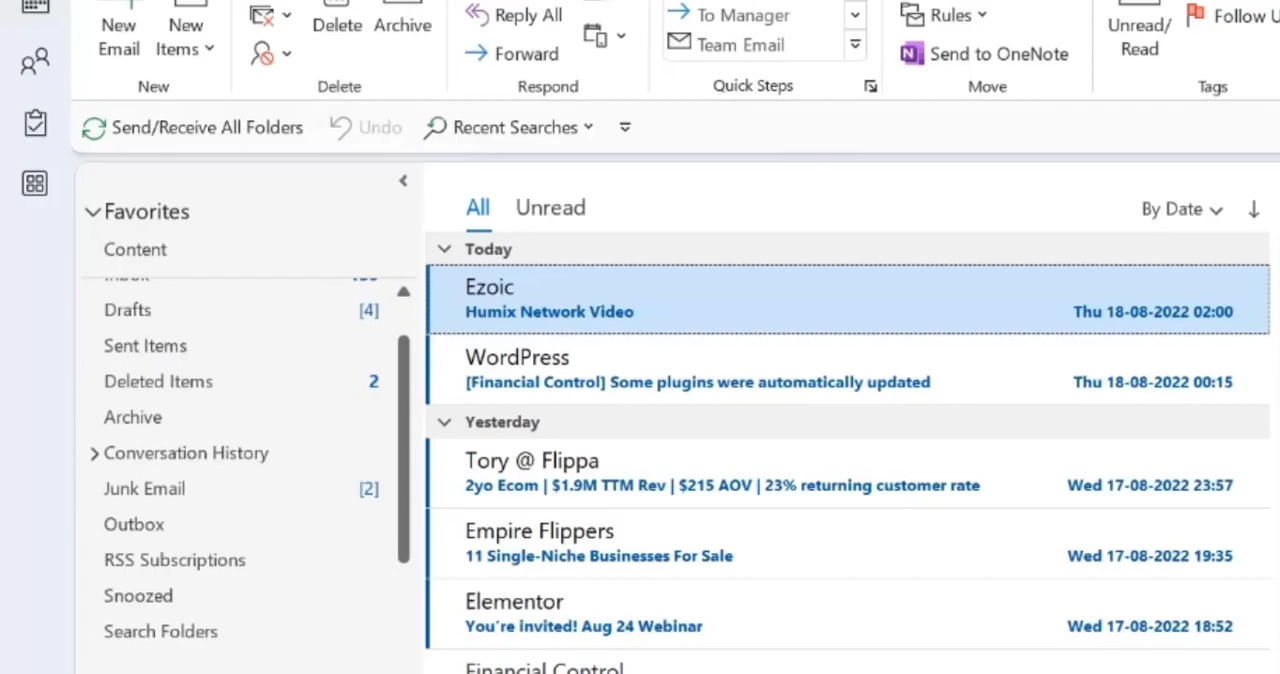 New
Email
New
Items
New
Delete
Archive
Delete
Reply All
Forward
Respond
To Manager
Team Email
Quick Steps
Rules
Send to OneNote
Move
Unread/
Read
Follow U
Tags
Send/Receive All Folders
Undo
Recent Searches
Favorites
Content
Drafts [4]
Sent Items
Deleted Items 2
Archive
Conversation History
Junk Email [2]
Outbox
RSS Subscriptions
Snoozed
Search Folders
All Unread By Date
Today
Ezoic
Humix Network Video Thu 18-08-2022 02:00
WordPress
[Financial Control] Some plugins were automatically updated Thu 18-08-2022 00:15
Yesterday
Tory @ Flippa
2yo Ecom | $1.9M TTM Rev | $215 AOV | 23% returning customer rate Wed 17-08-2022 23:57
Empire Flippers
11 Single-Niche Businesses For Sale Wed 17-08-2022 19:35
Elementor
You're invited! Aug 24 Webinar Wed 17-08-2022 18:52
Financial Control